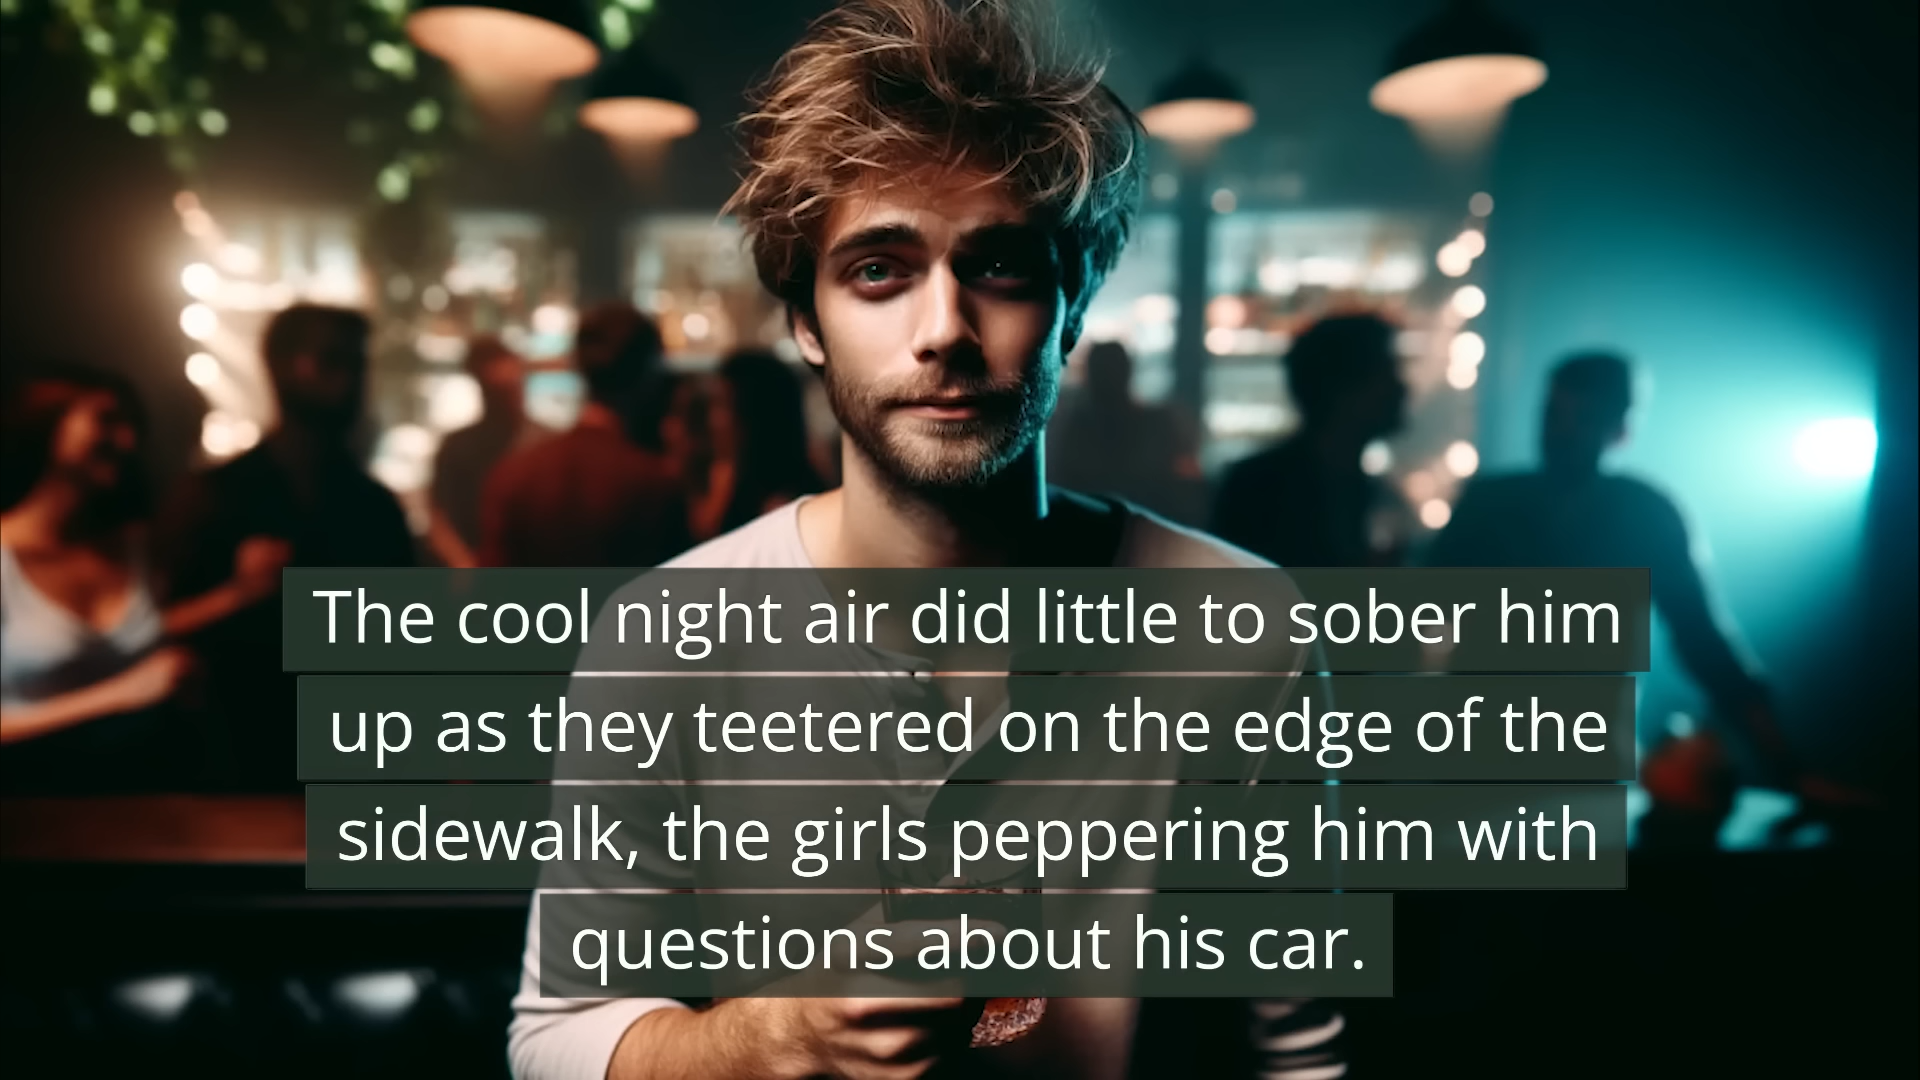 The cool night air did little to sober him
up as they teetered on the edge of the
sidewalk, the girls peppering him with
questions about his car.